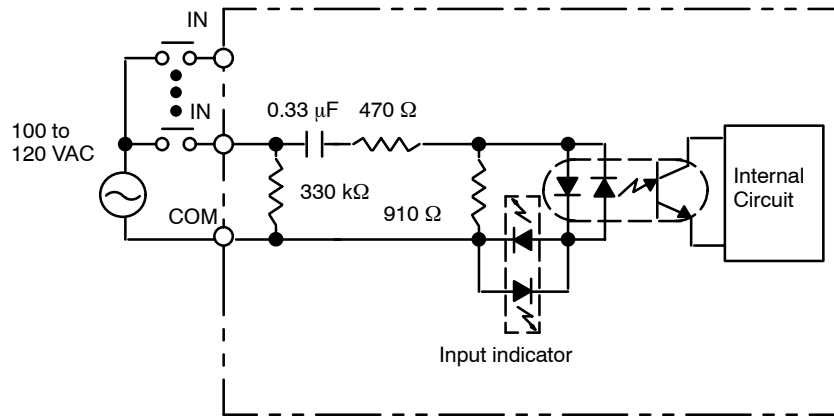 IN
IN
0.33 μF 470 Ω
100 to
120 VAC
330 kΩ
910 Ω
COM
Internal
Circuit
Input indicator